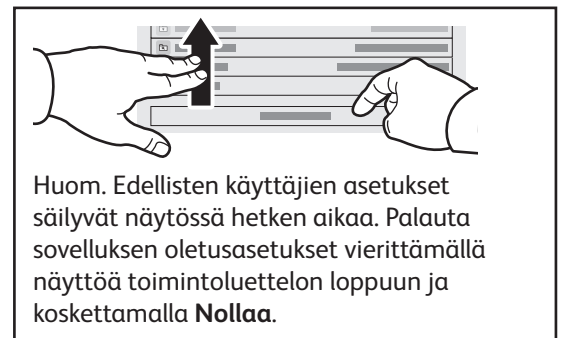 Huom. Edellisten käyttäjien asetukset
säilyvät näytössä hetken aikaa. Palauta
sovelluksen oletusasetukset vierittämällä
näyttöä toimintoluettelon loppuun ja
koskettamalla Nollaa.